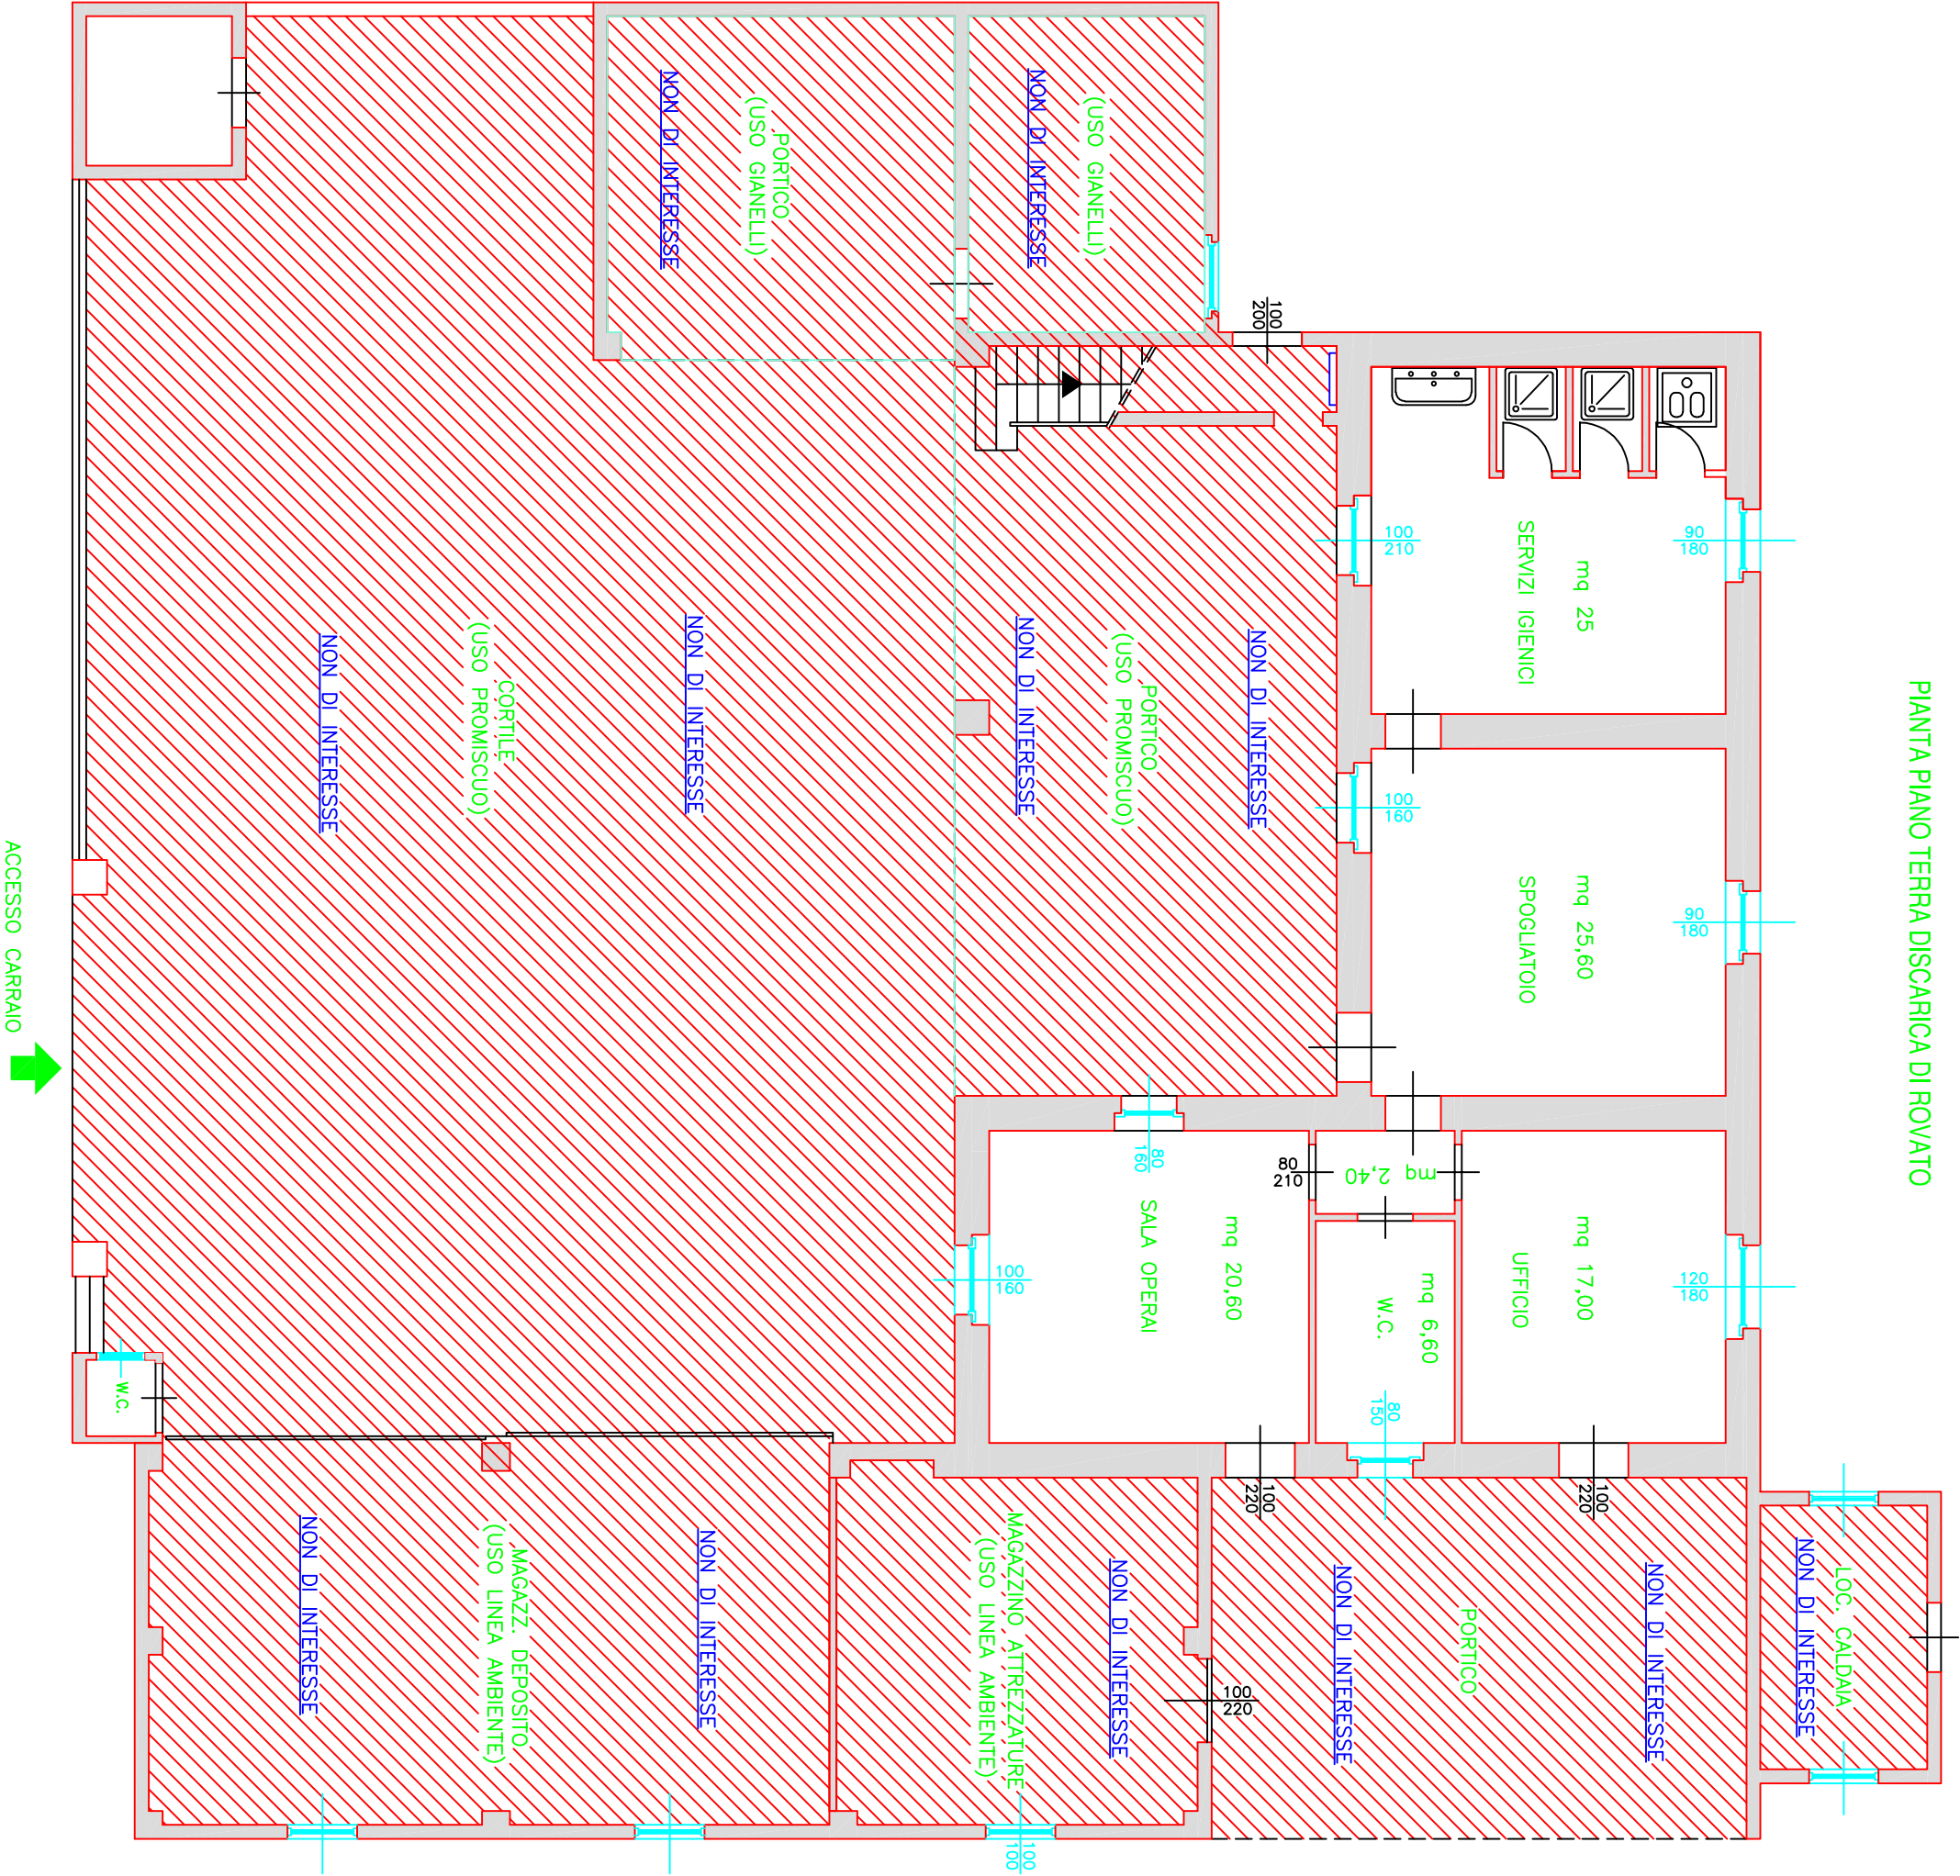 PIANTA PIANO TERRA DISCARICA DI ROVATO
LOC. CALDAIA
NON DI INTERESSE
90
180
90
180
120
180
mq 25
SERVIZI IGIENICI
mq 25,60
SPOGLIATOIO
mq 17,00
UFFICIO
100
220
NON DI INTERESSE
PORTICO
NON DI INTERESSE
100
210
100
160
mq 2,40
mq 6,60
W.C.
80
150
80
210
100
220
100
200
mq 20,60
SALA OPERAI
80
160
100
160
100
220
NON DI INTERESSE
PORTICO
(USO PROMISCUO)
NON DI INTERESSE
(USO GIANELLI)
NON DI INTERESSE
NON DI INTERESSE
MAGAZZINO ATTREZZATURE
(USO LINEA AMBIENTE)
100
100
PORTICO
(USO GIANELLI)
NON DI INTERESSE
NON DI INTERESSE
CORTILE
(USO PROMISCUO)
NON DI INTERESSE
NON DI INTERESSE
MAGAZZ. DEPOSITO
(USO LINEA AMBIENTE)
NON DI INTERESSE
W.C.
ACCESSO CARRAIO